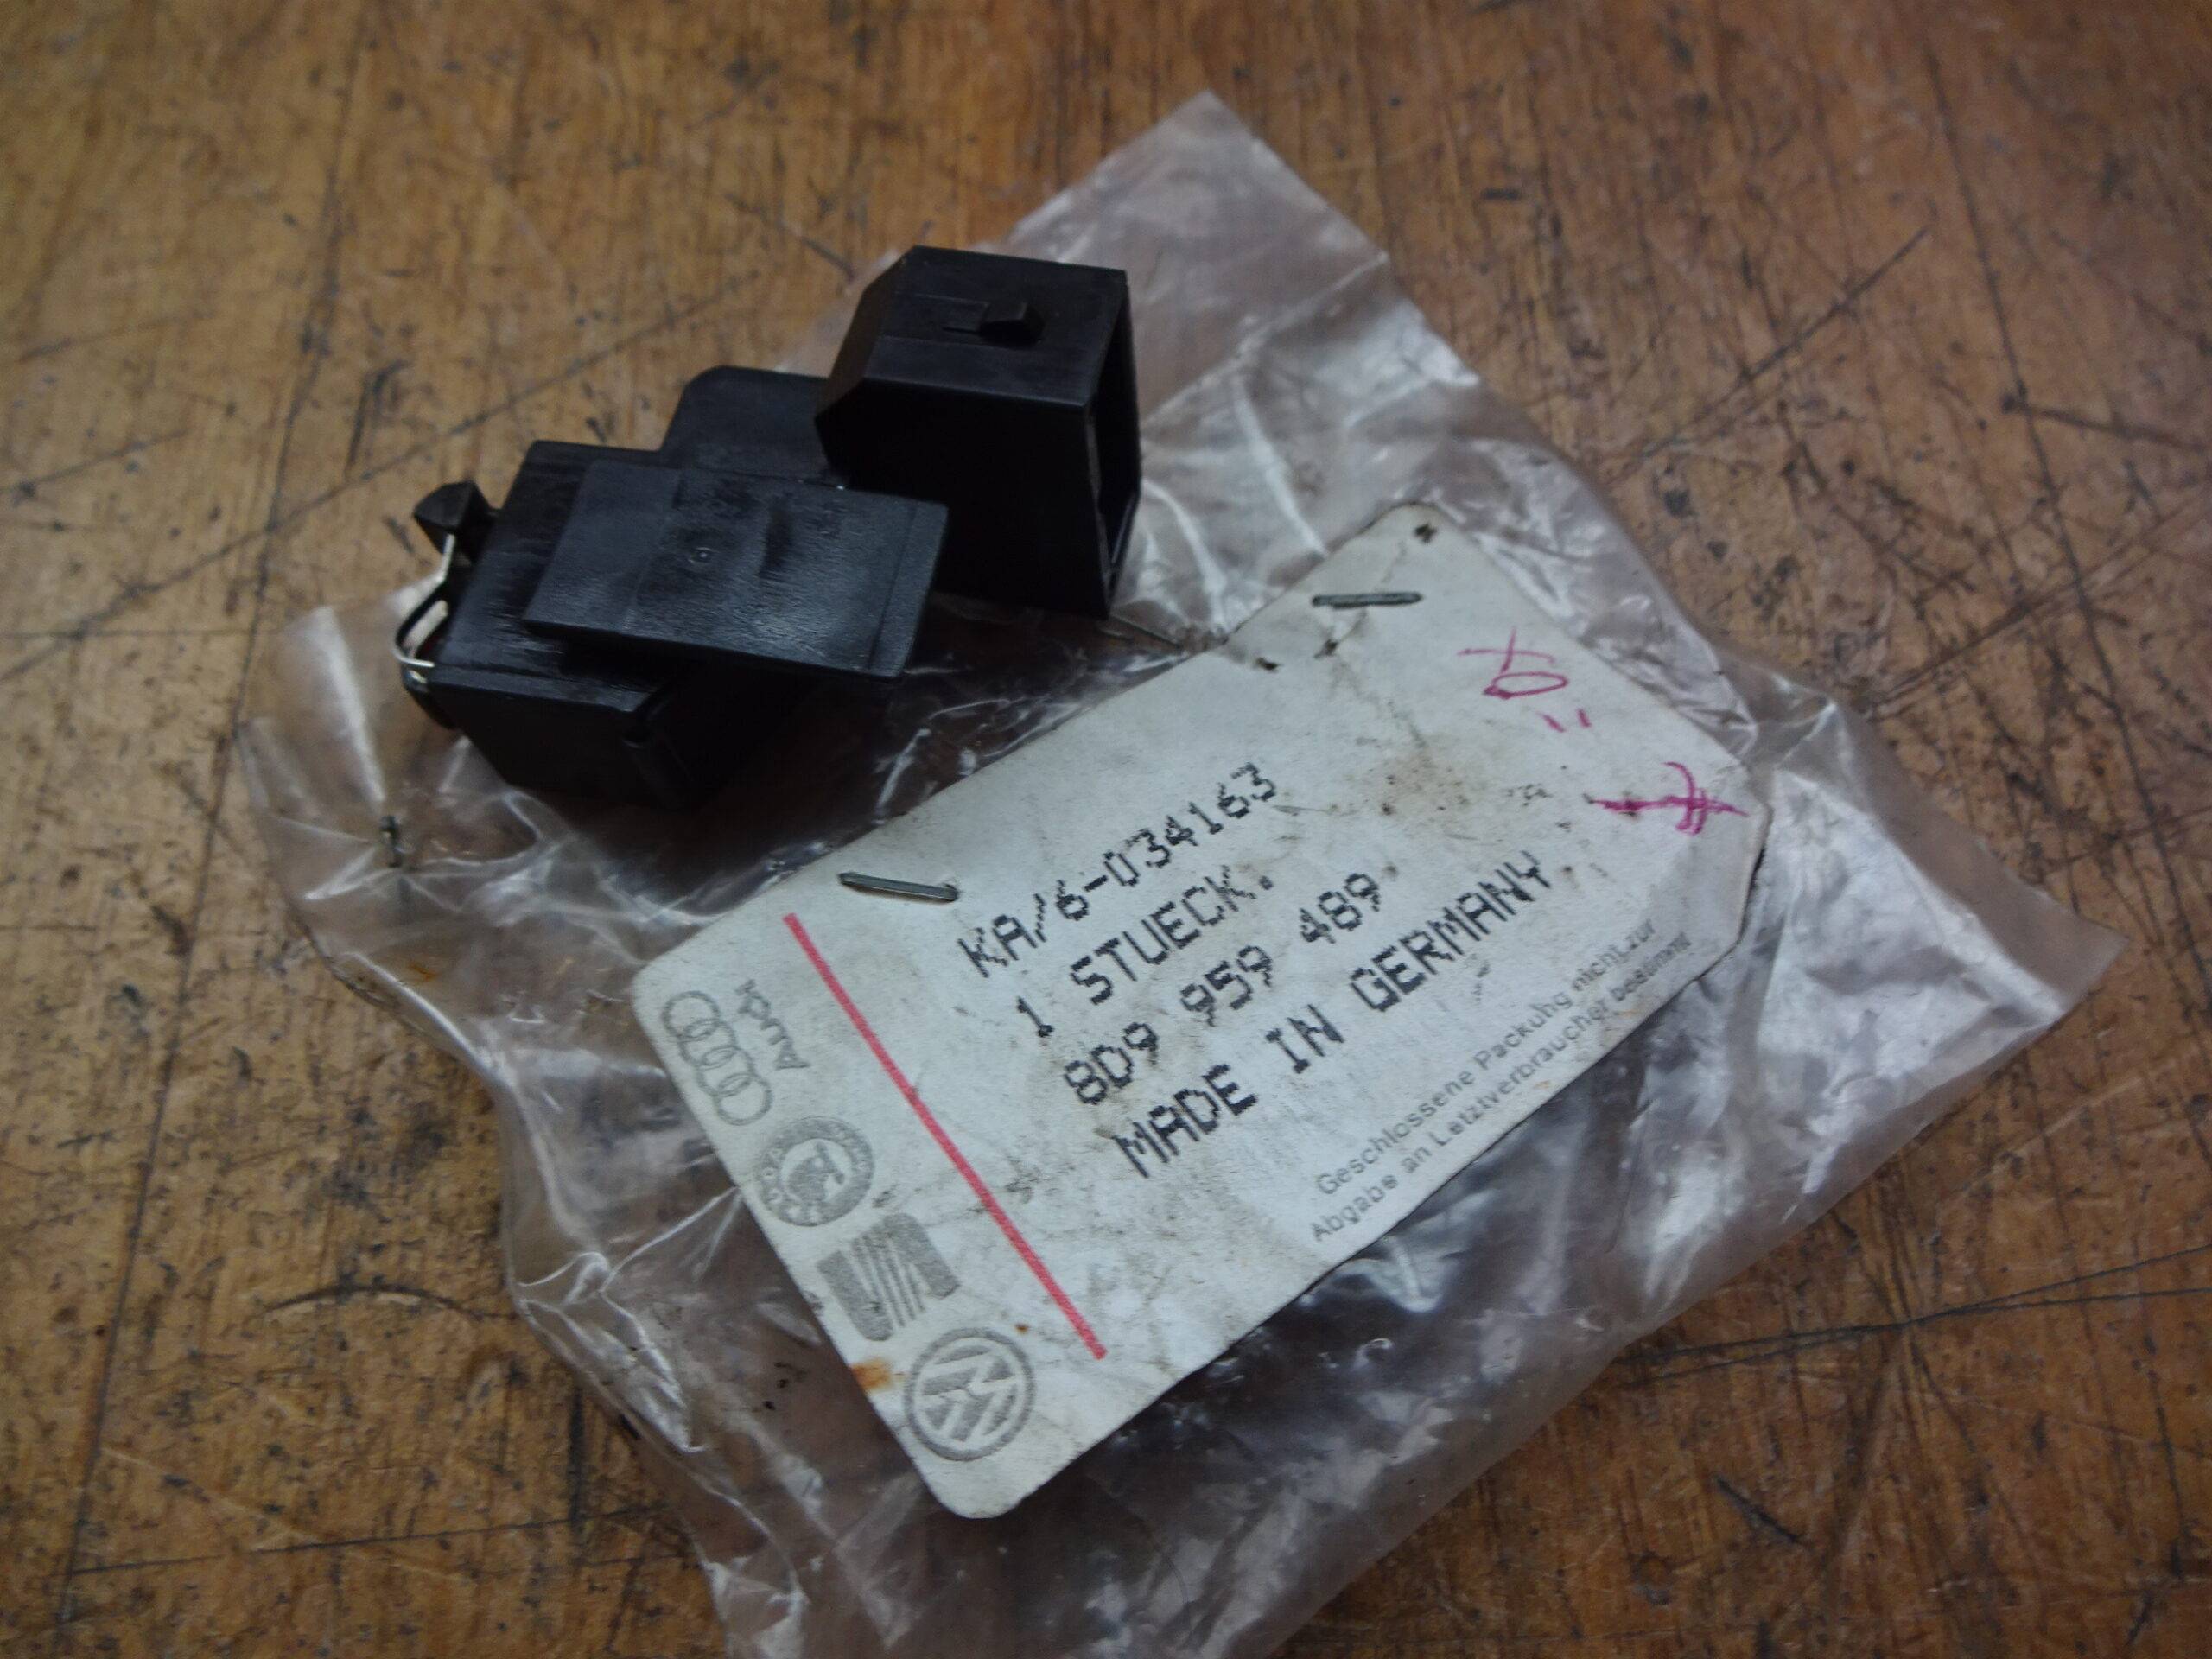 KA/6-034163
1 STUECK.
8D9 959 489
MADE IN GERMANY
Geschlossene Packung nicht zur
Abgabe an Letztverbraucher bestimmt
Audi